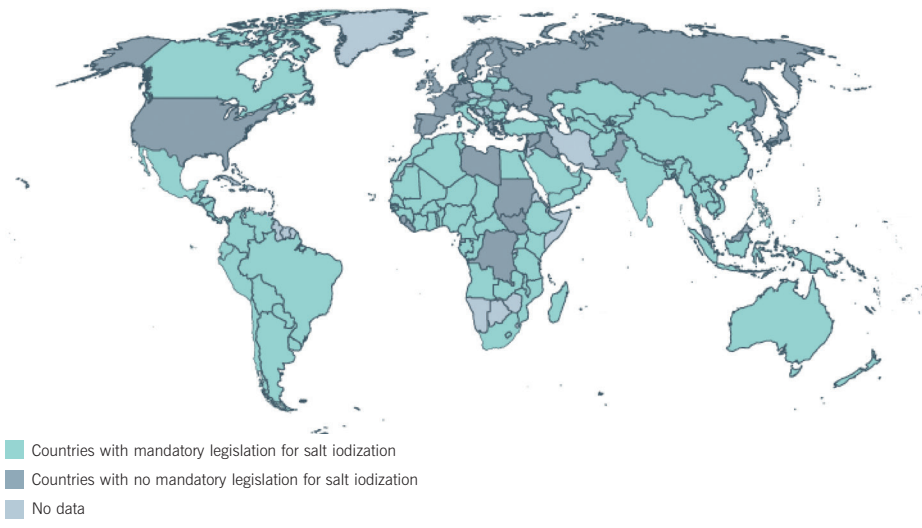 Countries with mandatory legislation for salt iodization
Countries with no mandatory legislation for salt iodization
No data